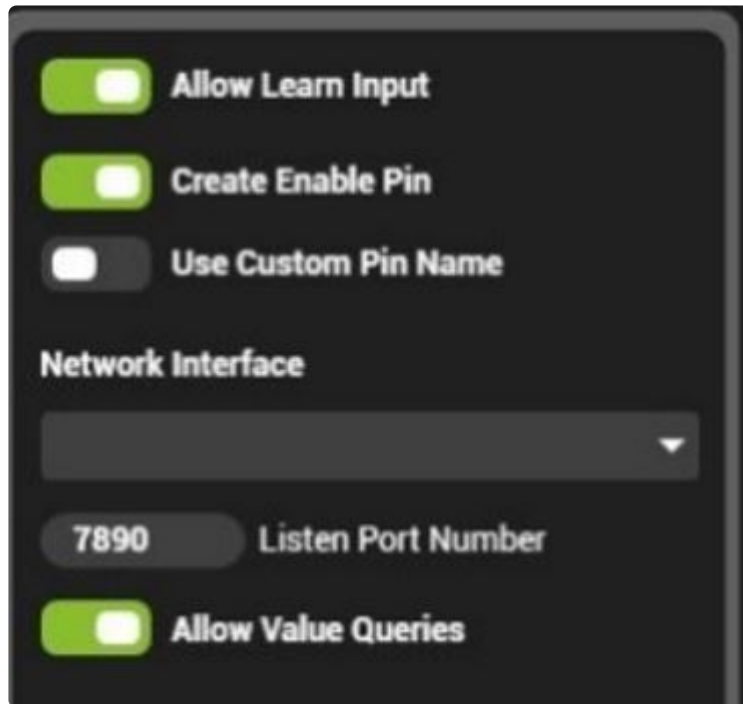 Allow Learn Input
Create Enable Pin
Use Custom Pin Name
Network Interface
7890 Listen Port Number
Allow Value Queries